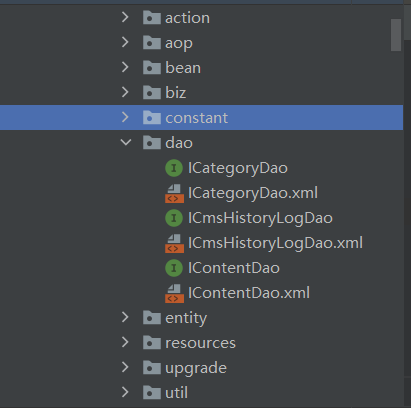 action
aop
bean
biz
constant
dao
ICategoryDao
ICategoryDao.xml
ICmsHistoryLogDao
ICmsHistoryLogDao.xml
IContentDao
IContentDao.xml
entity
resources
upgrade
util